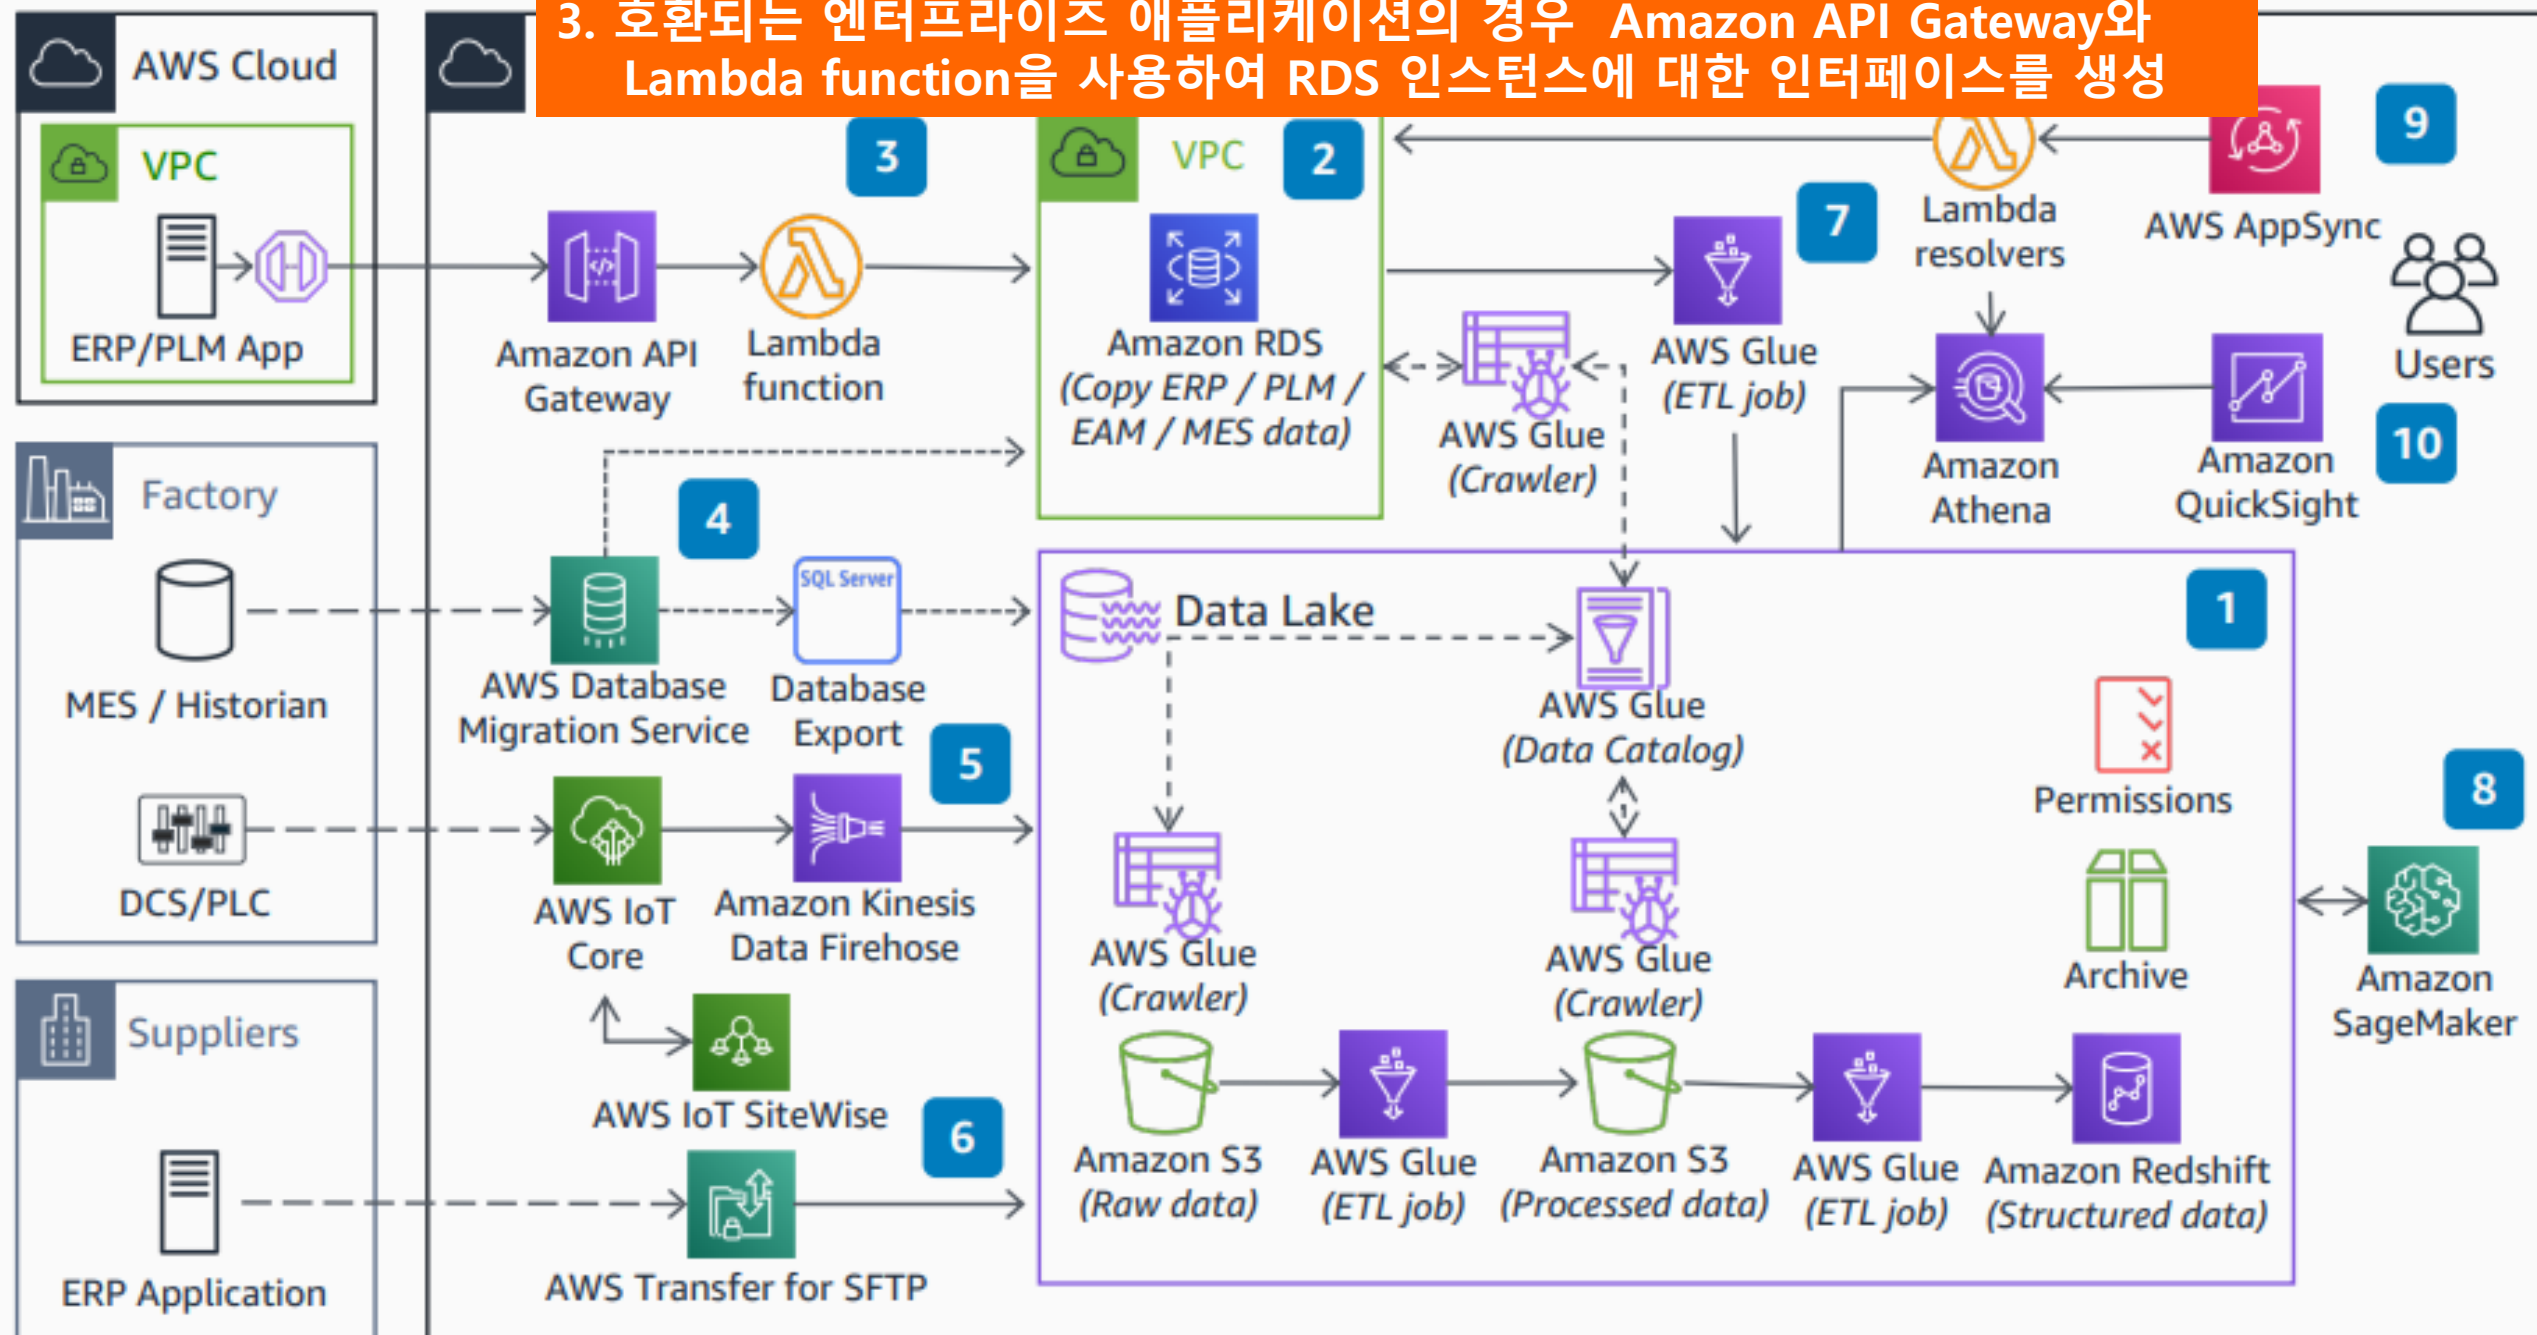 3. 호환되는 엔터프라이즈 애플리케이션의 경우 Amazon API Gateway와
Lambda function을 사용하여 RDS 인스턴스에 대한 인터페이스를 생성
AWS Cloud
VPC
ERP/PLM App
3
Amazon API
Gateway
Lambda
function
VPC
2
Amazon RDS
(Copy ERP / PLM /
EAM / MES data)
7
AWS Glue
(ETL job)
AWS Glue
(Crawler)
Lambda
resolvers
9
AWS AppSync
Users
Amazon
Athena
Amazon
QuickSight
10
Factory
MES / Historian
DCS/PLC
4
AWS Database
Migration Service
SQL Server
Database
Export
5
AWS IoT
Core
Amazon Kinesis
Data Firehose
AWS IoT SiteWise
Suppliers
ERP Application
6
AWS Transfer for SFTP
Data Lake
1
AWS Glue
(Data Catalog)
Permissions
Archive
AWS Glue
(Crawler)
AWS Glue
(Crawler)
Amazon S3
(Raw data)
AWS Glue
(ETL job)
Amazon S3
(Processed data)
AWS Glue
(ETL job)
Amazon Redshift
(Structured data)
8
Amazon
SageMaker